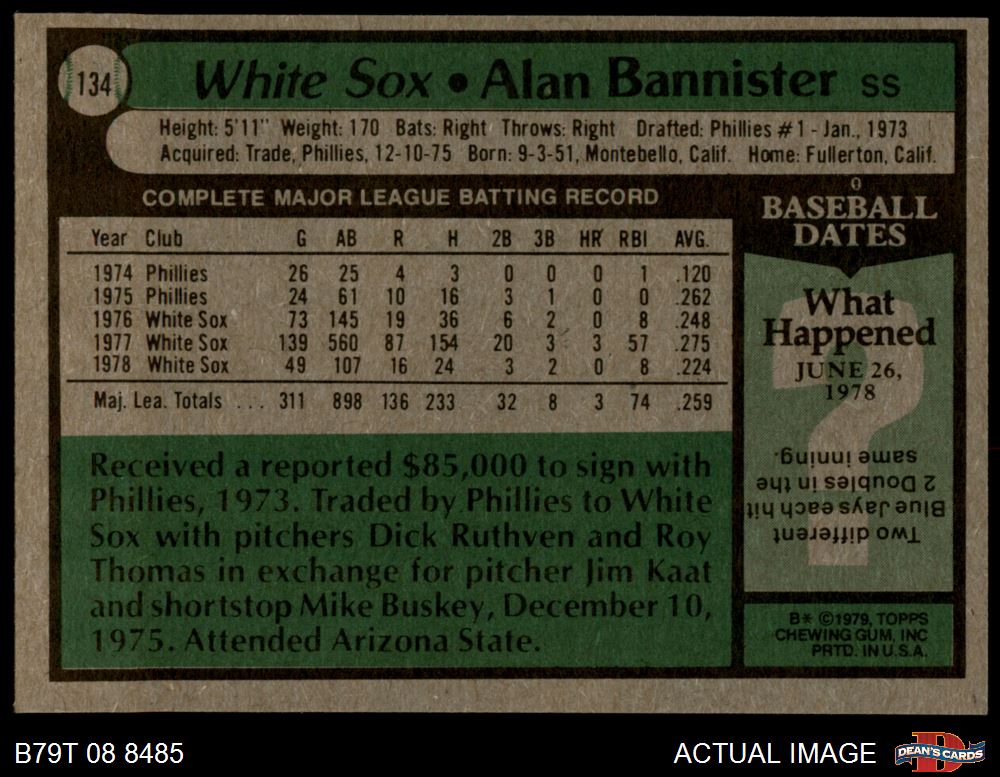 134
White Sox • Alan Bannister SS
Height: 5'11" Weight: 170 Bats: Right Throws: Right Drafted: Phillies #1 - Jan., 1973
Acquired: Trade, Phillies, 12-10-75 Born: 9-3-51, Montebello, Calif. Home: Fullerton, Calif.
COMPLETE MAJOR LEAGUE BATTING RECORD
Year Club G AB R H 2B 3B HR RBI AVG.
1974 Phillies 26 25 4 3 0 0 0 1 .120
1975 Phillies 24 61 10 16 3 1 0 0 .262
1976 White Sox 73 145 19 36 6 2 0 8 .248
1977 White Sox 139 560 87 154 20 3 3 57 .275
1978 White Sox 49 107 16 24 3 2 0 8 .224
Maj. Lea. Totals ... 311 898 136 233 32 8 3 74 .259
Received a reported $85,000 to sign with
Phillies, 1973. Traded by Phillies to White
Sox with pitchers Dick Ruthven and Roy
Thomas in exchange for pitcher Jim Kaat
and shortstop Mike Buskey, December 10,
1975. Attended Arizona State.
0
BASEBALL
DATES
What
Happened
JUNE 26,
1978
Two different
Blue Jays each hit
2 Doubles in the
same inning.
B* ©1979, TOPPS
CHEWING GUM, INC
PRTD. IN U.S.A.
B79T 08 8485
ACTUAL IMAGE
DEAN'S CARDS